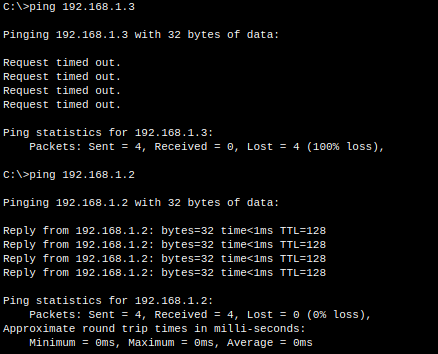 C:\>ping 192.168.1.3
Pinging 192.168.1.3 with 32 bytes of data:
Request timed out.
Request timed out.
Request timed out.
Request timed out.
Ping statistics for 192.168.1.3:
    Packets: Sent = 4, Received = 0, Lost = 4 (100% loss),
C:\>ping 192.168.1.2
Pinging 192.168.1.2 with 32 bytes of data:
Reply from 192.168.1.2: bytes=32 time<1ms TTL=128
Reply from 192.168.1.2: bytes=32 time<1ms TTL=128
Reply from 192.168.1.2: bytes=32 time<1ms TTL=128
Reply from 192.168.1.2: bytes=32 time<1ms TTL=128
Ping statistics for 192.168.1.2:
    Packets: Sent = 4, Received = 4, Lost = 0 (0% loss),
Approximate round trip times in milli-seconds:
    Minimum = 0ms, Maximum = 0ms, Average = 0ms